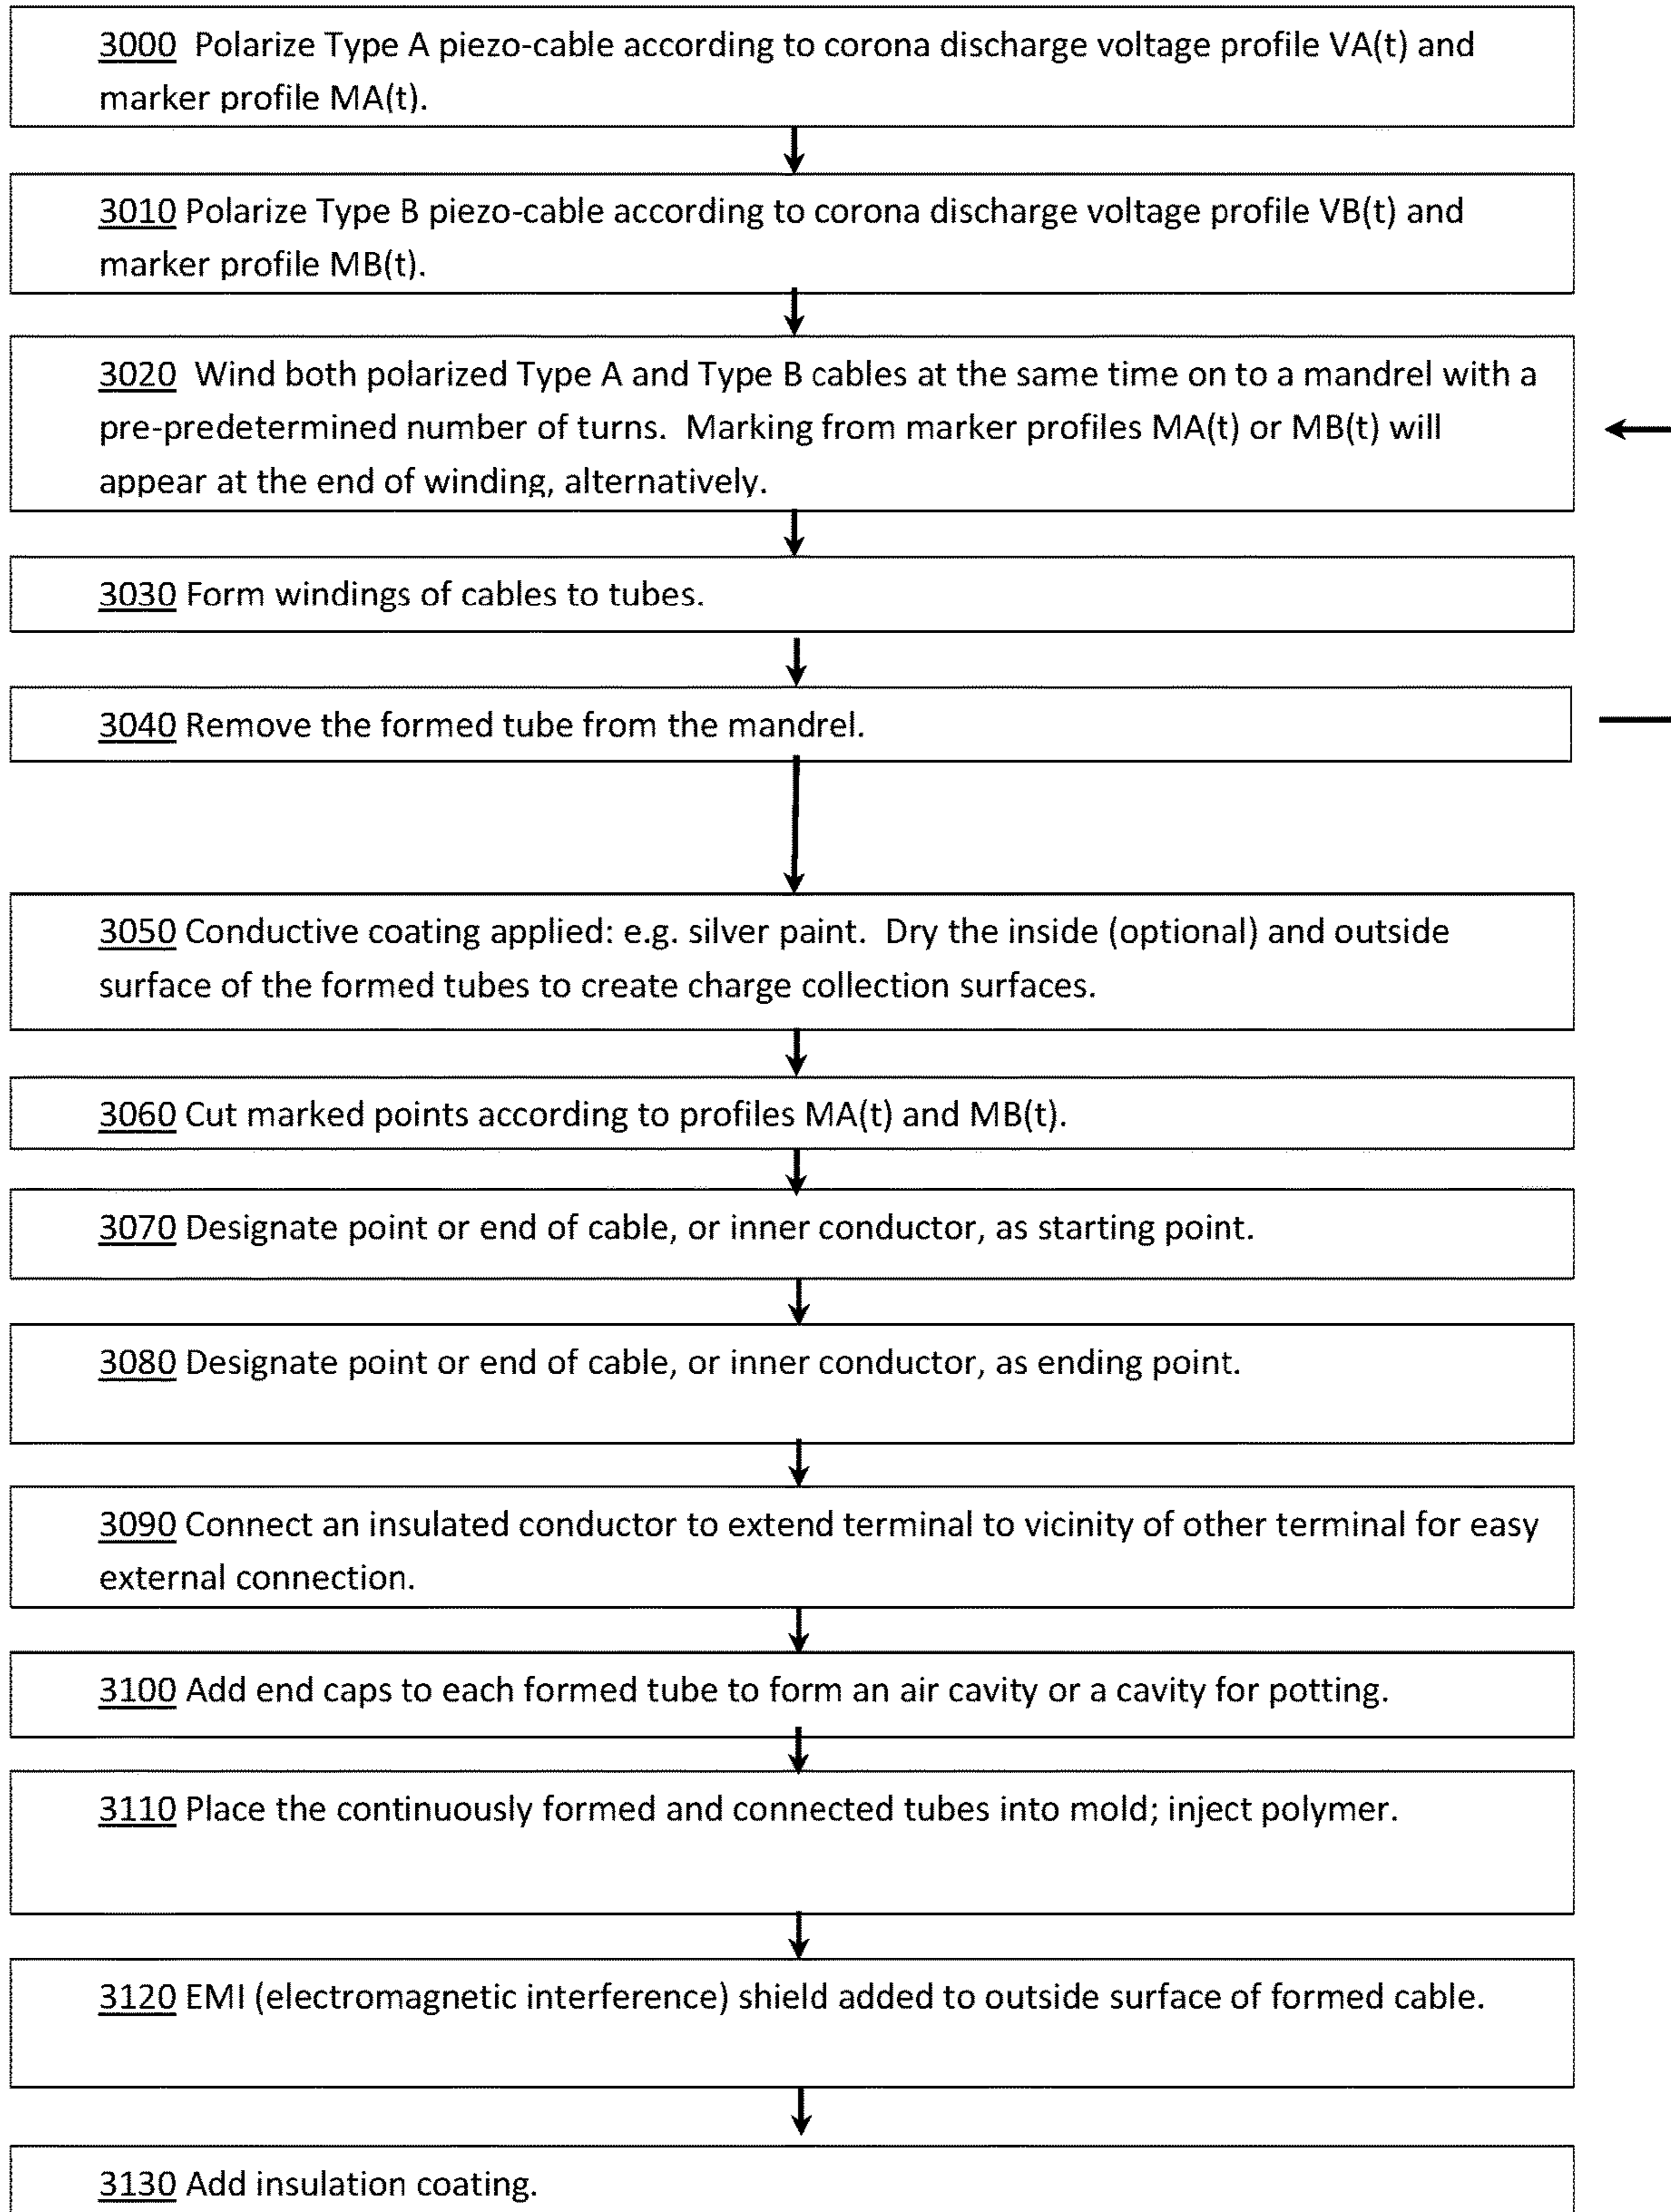 3000 Polarize Type A piezo-cable according to corona discharge voltage profile VA(t) and
marker profile MA(t).
3010 Polarize Type B piezo-cable according to corona discharge voltage profile VB(t) and
marker profile MB(t).
3020 Wind both polarized Type A and Type B cables at the same time on to a mandrel with a
pre-predetermined number of turns. Marking from marker profiles MA(t) or MB(t) will
appear at the end of winding, alternatively.
3030 Form windings of cables to tubes.
3040 Remove the formed tube from the mandrel.
3050 Conductive coating applied: e.g. silver paint. Dry the inside (optional) and outside
surface of the formed tubes to create charge collection surfaces.
3060 Cut marked points according to profiles MA(t) and MB(t).
3070 Designate point or end of cable, or inner conductor, as starting point.
3080 Designate point or end of cable, or inner conductor, as ending point.
3090 Connect an insulated conductor to extend terminal to vicinity of other terminal for easy
external connection.
3100 Add end caps to each formed tube to form an air cavity or a cavity for potting.
3110 Place the continuously formed and connected tubes into mold; inject polymer.
3120 EMI (electromagnetic interference) shield added to outside surface of formed cable.
3130 Add insulation coating.